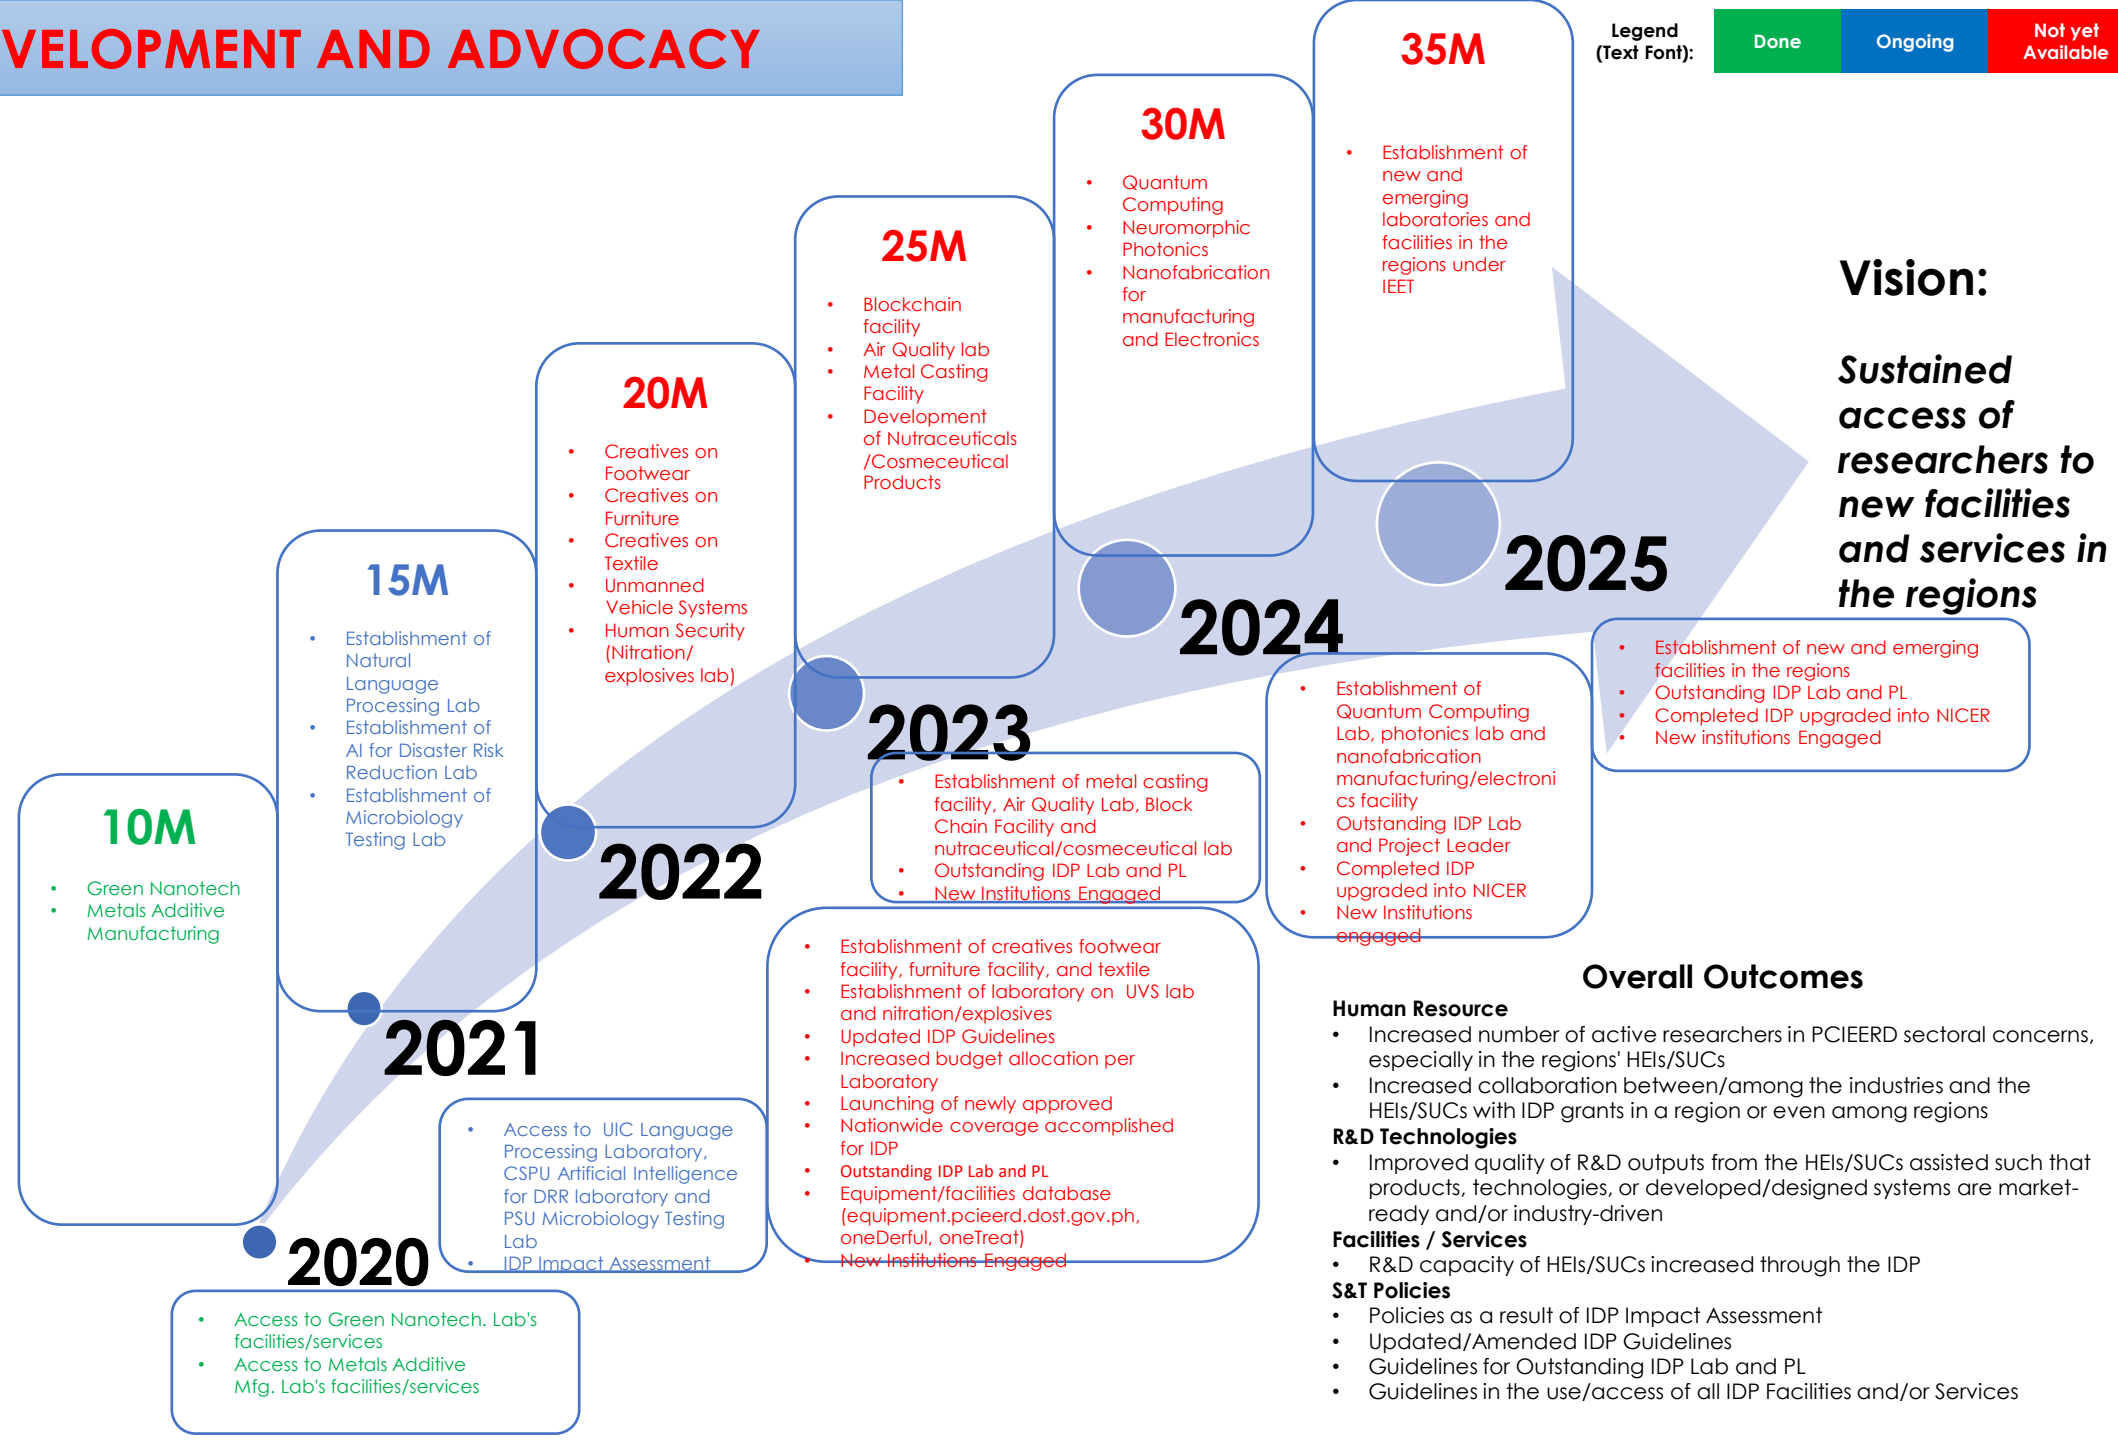 VELOPMENT AND ADVOCACY
Legend
(Text Font):
Done
Ongoing
Not yet
Available
10M
• Green Nanotech
• Metals Additive
Manufacturing
15M
• Establishment of
Natural
Language
Processing Lab
• Establishment of
AI for Disaster Risk
Reduction Lab
• Establishment of
Microbiology
Testing Lab
20M
• Creatives on
Footwear
• Creatives on
Furniture
• Creatives on
Textile
• Unmanned
Vehicle Systems
• Human Security
(Nitration/
explosives lab)
25M
• Blockchain
facility
• Air Quality lab
• Metal Casting
Facility
• Development
of Nutraceuticals
/Cosmeceutical
Products
30M
• Quantum
Computing
• Neuromorphic
Photonics
• Nanofabrication
for
manufacturing
and Electronics
35M
• Establishment of
new and
emerging
laboratories and
facilities in the
regions under
IEET
Vision:
Sustained
access of
researchers to
new facilities
and services in
the regions
2020
• Access to Green Nanotech. Lab's
facilities/services
• Access to Metals Additive
Mfg. Lab's facilities/services
2021
• Access to UIC Language
Processing Laboratory,
CSPU Artificial Intelligence
for DRR laboratory and
PSU Microbiology Testing
Lab
• IDP Impact Assessment
2022
• Establishment of creatives footwear
facility, furniture facility, and textile
• Establishment of laboratory on UVS lab
and nitration/explosives
• Updated IDP Guidelines
• Increased budget allocation per
Laboratory
• Launching of newly approved
• Nationwide coverage accomplished
for IDP
• Outstanding IDP Lab and PL
• Equipment/facilities database
(equipment.pcieerd.dost.gov.ph,
oneDerful, oneTreat)
• New Institutions Engaged
2023
• Establishment of metal casting
facility, Air Quality Lab, Block
Chain Facility and
nutraceutical/cosmeceutical lab
• Outstanding IDP Lab and PL
• New Institutions Engaged
2024
• Establishment of
Quantum Computing
Lab, photonics lab and
nanofabrication
manufacturing/electroni
cs facility
• Outstanding IDP Lab
and Project Leader
• Completed IDP
upgraded into NICER
• New Institutions
engaged
2025
• Establishment of new and emerging
facilities in the regions
• Outstanding IDP Lab and PL
• Completed IDP upgraded into NICER
• New institutions Engaged
Overall Outcomes
Human Resource
• Increased number of active researchers in PCIEERD sectoral concerns,
especially in the regions' HEIs/SUCs
• Increased collaboration between/among the industries and the
HEIs/SUCs with IDP grants in a region or even among regions
R&D Technologies
• Improved quality of R&D outputs from the HEIs/SUCs assisted such that
products, technologies, or developed/designed systems are market-
ready and/or industry-driven
Facilities / Services
• R&D capacity of HEIs/SUCs increased through the IDP
S&T Policies
• Policies as a result of IDP Impact Assessment
• Updated/Amended IDP Guidelines
• Guidelines for Outstanding IDP Lab and PL
• Guidelines in the use/access of all IDP Facilities and/or Services